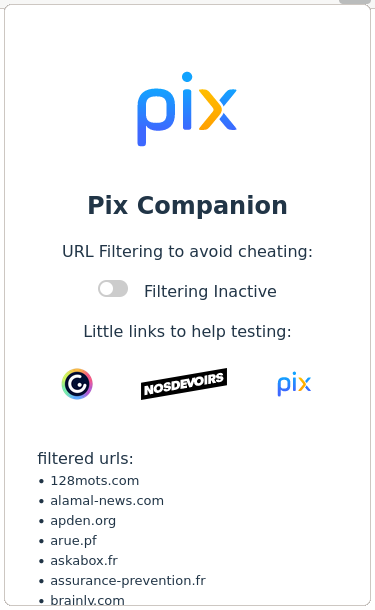 pix
Pix Companion
URL Filtering to avoid cheating:
Filtering Inactive
Little links to help testing:
NOSDEVOIRS pix
filtered urls:
• 128mots.com
• alamal-news.com
• apden.org
• arue.pf
• askabox.fr
• assurance-prevention.fr
• brainly.com